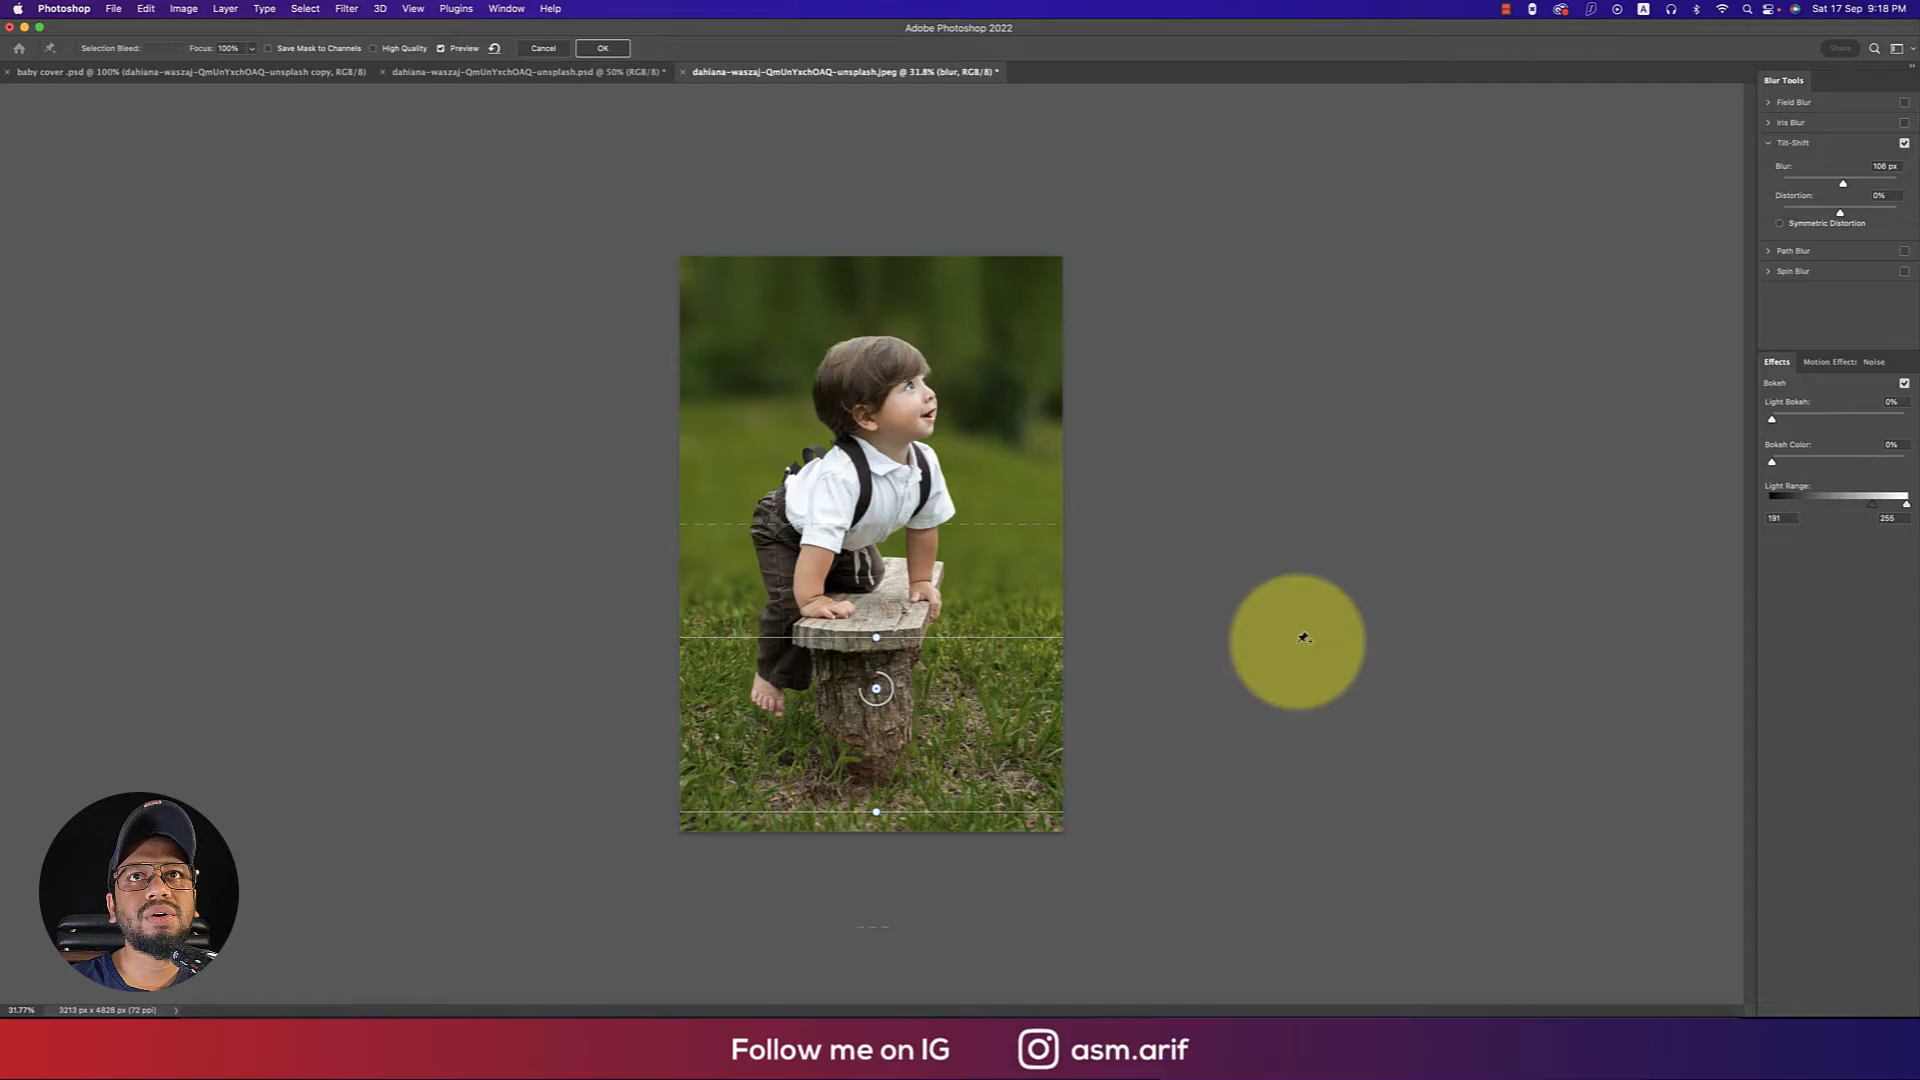 Photoshop File Edit Image Layer Type Select Filter 3D View Plugins Window Help A Sat 17 Sep 9:18 PM
Adobe Photoshop 2022
Selection Bleed: Focus: 100% Save Mask to Channels High Quality Preview Cancel OK Share
baby cover .psd @ 100% (dahiana-waszaj-QmUnYxchOAQ-unsplash copy, RGB/8) dahiana-waszaj-QmUnYxchOAQ-unsplash.psd @ 50% (RGB/8) * dahiana-waszaj-QmUnYxchOAQ-unsplash.jpeg @ 31.8% (blur, RGB/8) *
Blur Tools
Field Blur
Iris Blur
Tilt-Shift
Blur: 106 px
Distortion: 0%
Symmetric Distortion
Path Blur
Spin Blur
Effects Motion Effects Noise
Bokeh
Light Bokeh: 0%
Bokeh Color: 0%
Light Range:
191 255
31.77% 3213 px x 4828 px (72 ppi)
Follow me on IG asm.arif